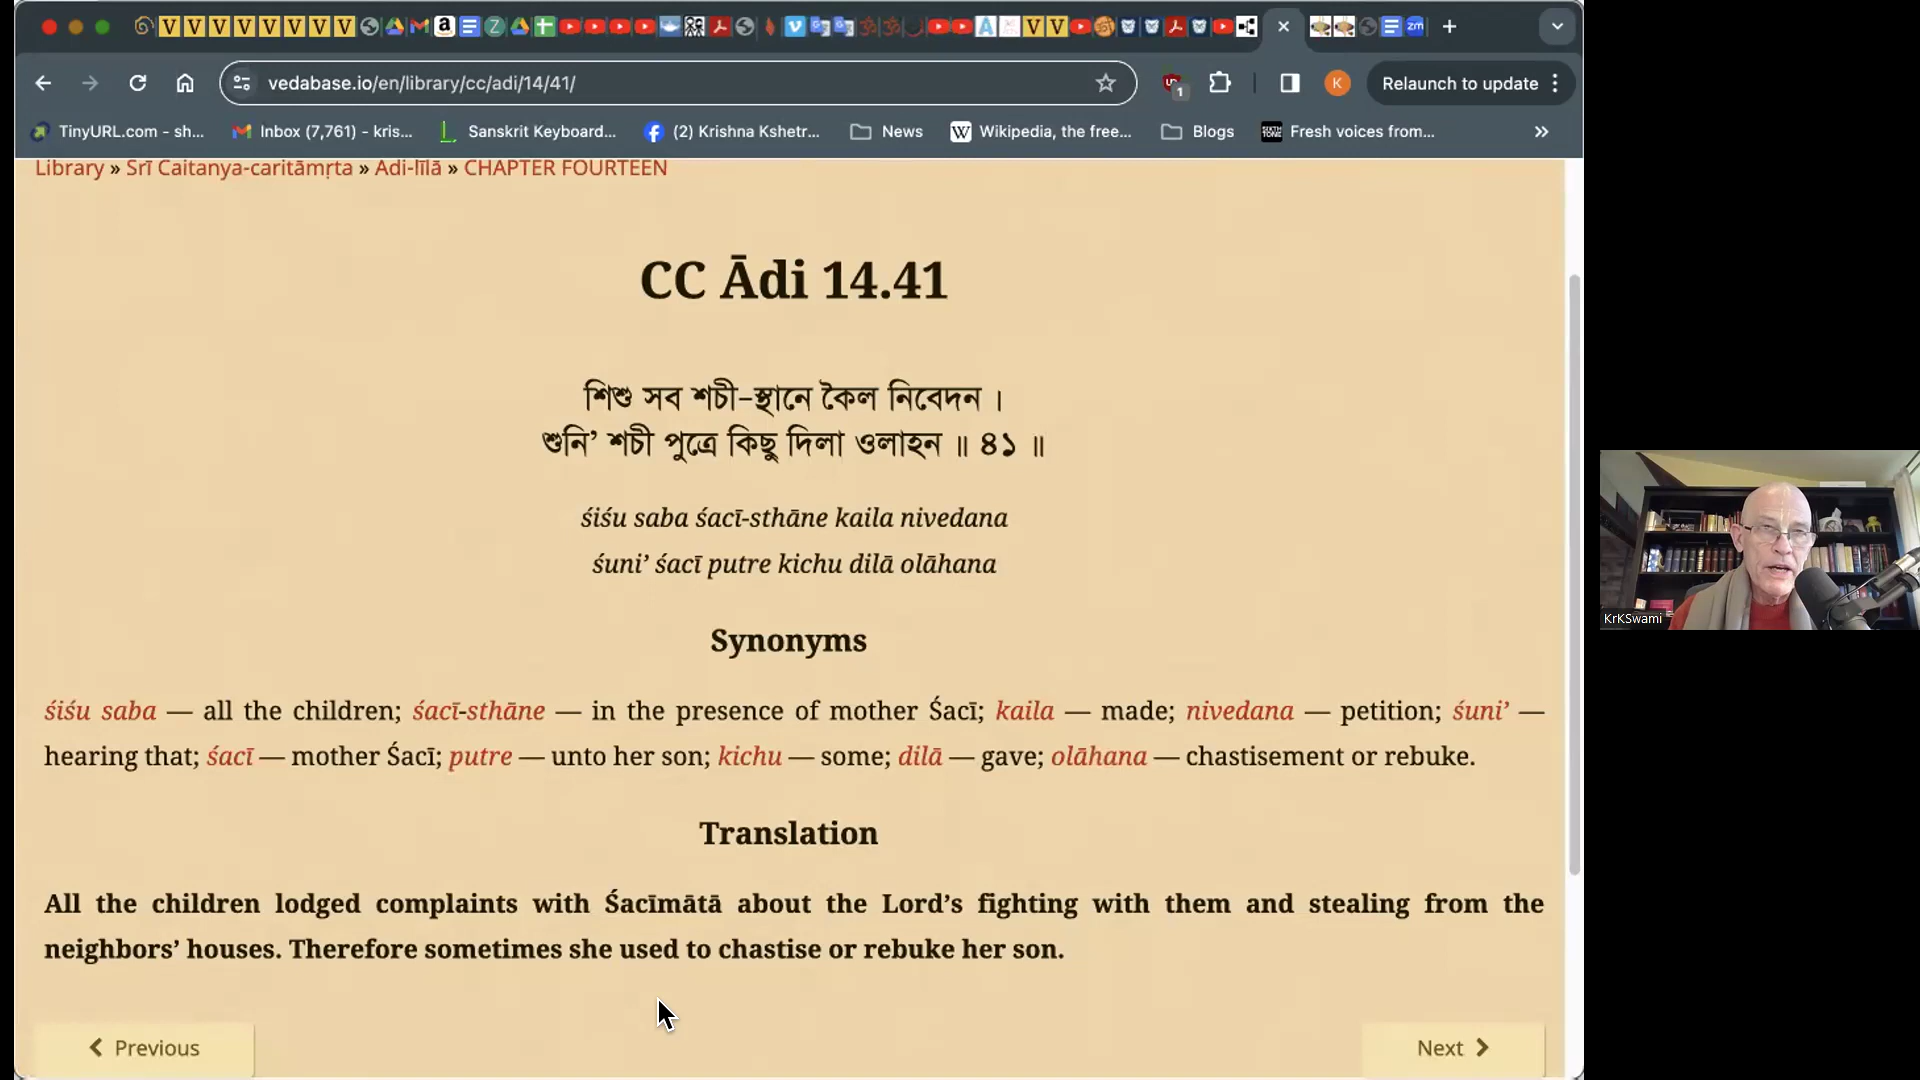 vedabase.io/en/library/cc/adi/14/41/
Relaunch to update
TinyURL.com - sh...
Inbox (7,761) - kris...
Sanskrit Keyboard...
(2) Krishna Kshetr...
News
Wikipedia, the free...
Blogs
Fresh voices from...
Library » Śrī Caitanya-caritāmṛta » Ādi-līlā » CHAPTER FOURTEEN
CC Ādi 14.41
শিশু সব শচী-স্থানে কৈল নিবেদন ।
শুনি’ শচী পুত্রে কিছু দিলা ওলাহন ॥ ৪১ ॥
śiśu saba śacī-sthāne kaila nivedana
śuni’ śacī putre kichu dilā olāhana
Synonyms
śiśu saba — all the children; śacī-sthāne — in the presence of mother Śacī; kaila — made; nivedana — petition; śuni’ —
hearing that; śacī — mother Śacī; putre — unto her son; kichu — some; dilā — gave; olāhana — chastisement or rebuke.
Translation
All the children lodged complaints with Śacīmātā about the Lord’s fighting with them and stealing from the
neighbors’ houses. Therefore sometimes she used to chastise or rebuke her son.
Previous
Next
KrKSwami